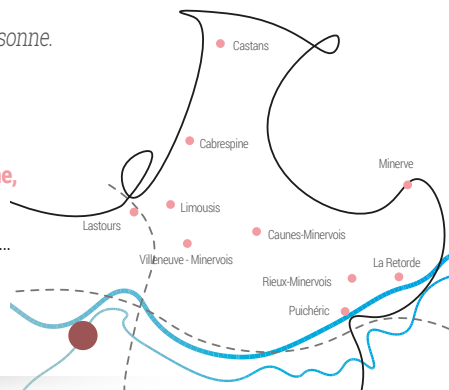 sonne.
Castans
Cabrespine
Minerve
e,
Limousis
Lastours
Caunes-Minervois
...
Villeneuve - Minervois
La Retorde
Rieux-Minervois
Puichéric